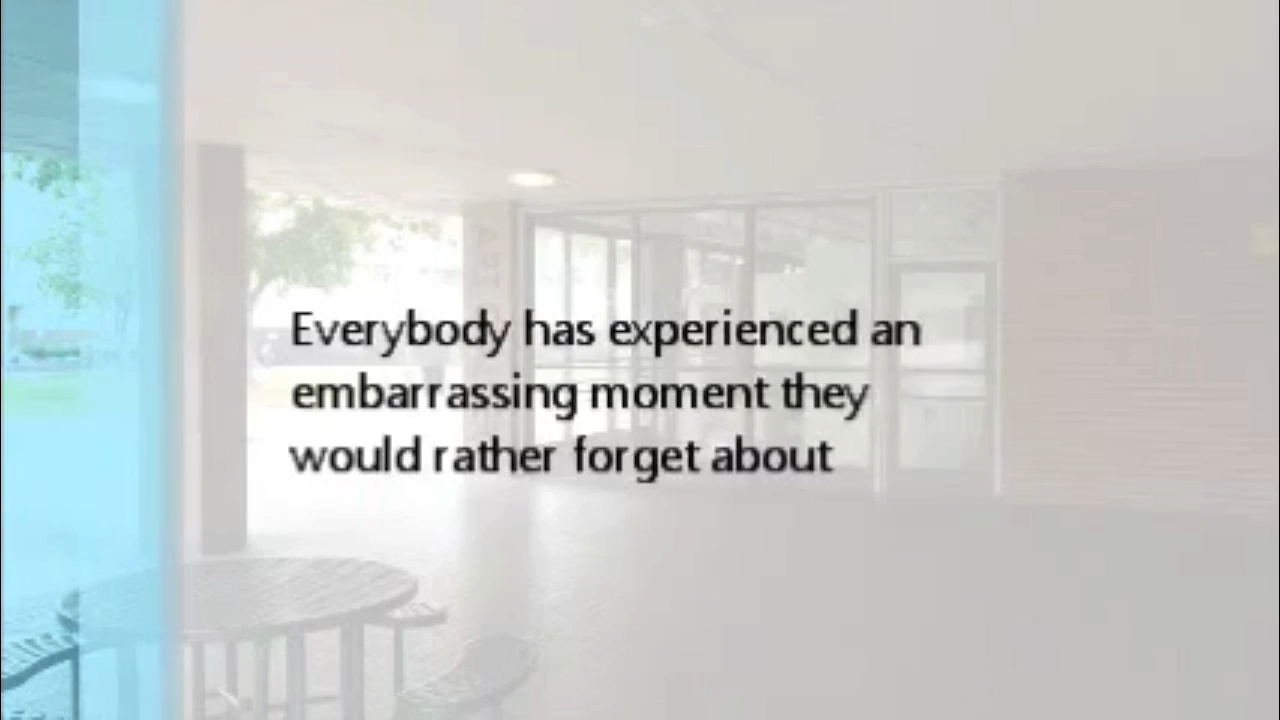 Everybody has experienced an
embarrassing moment they
would rather forget about